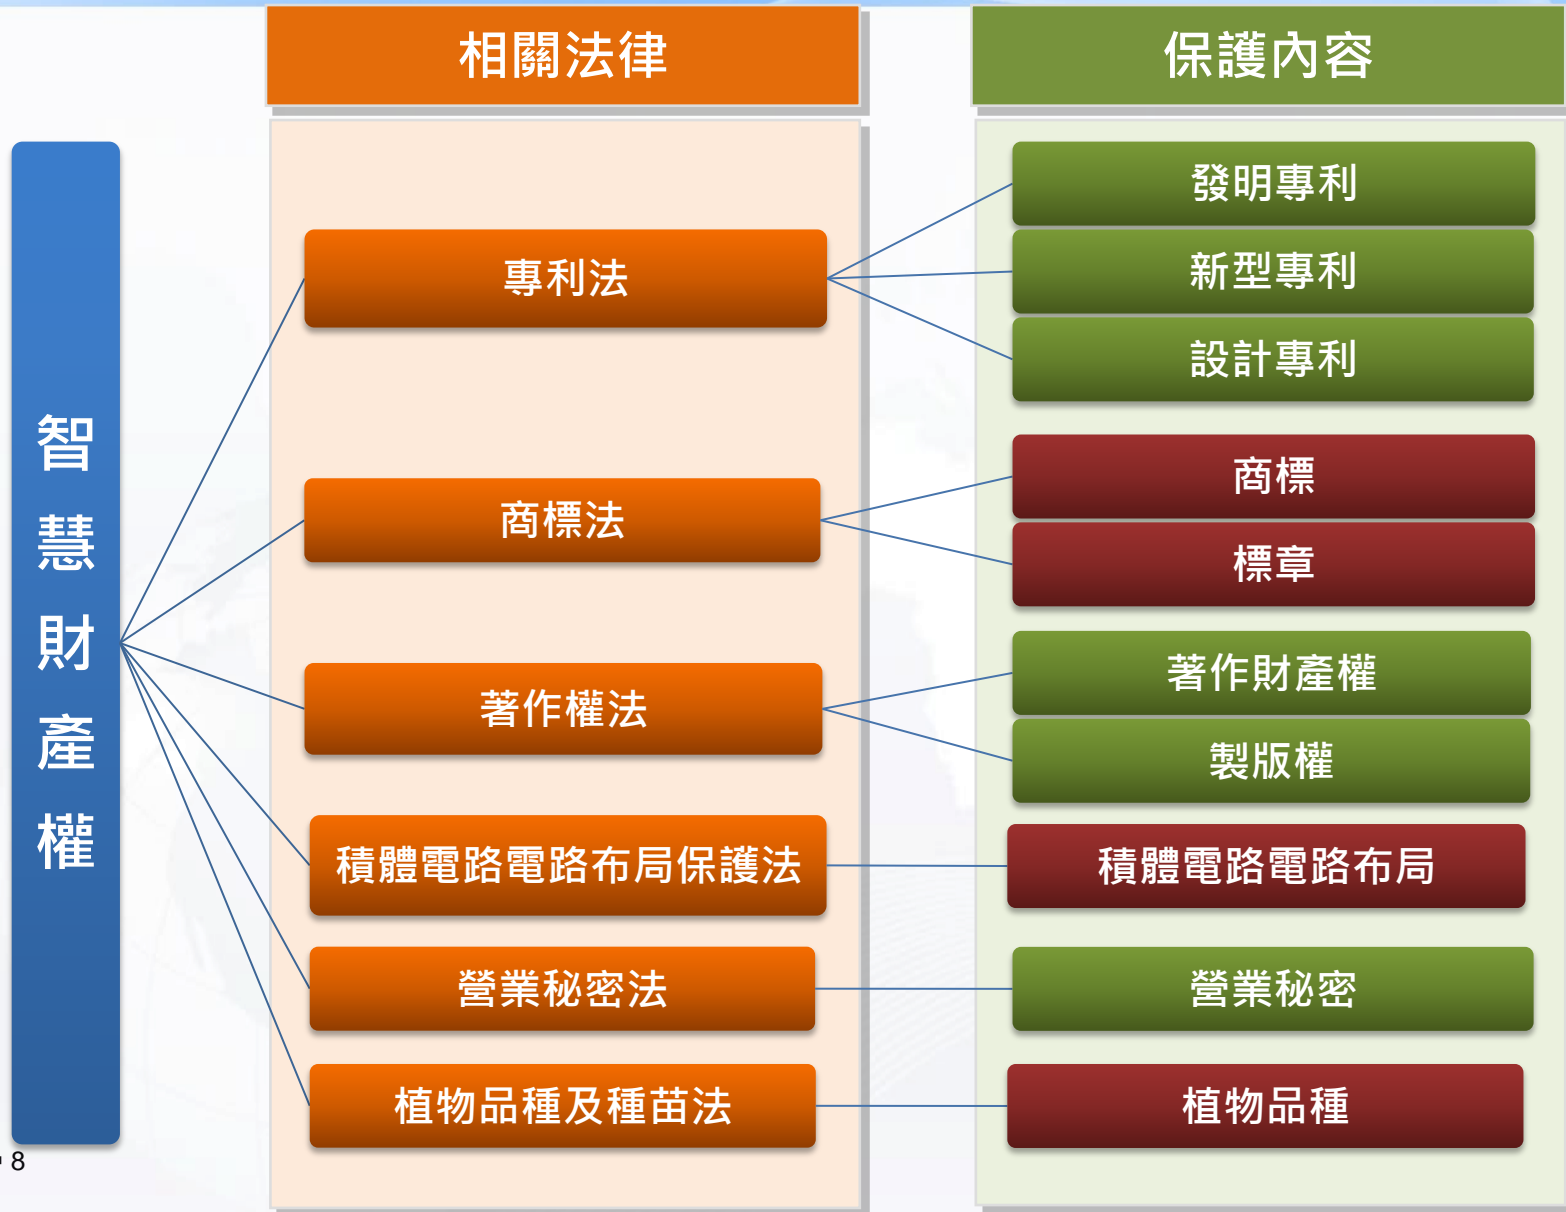 相關法律
保護內容
智慧財產權
專利法
發明專利
新型專利
設計專利
商標法
商標
標章
著作權法
著作財產權
製版權
積體電路電路布局保護法
積體電路電路布局
營業秘密法
營業秘密
植物品種及種苗法
植物品種
8